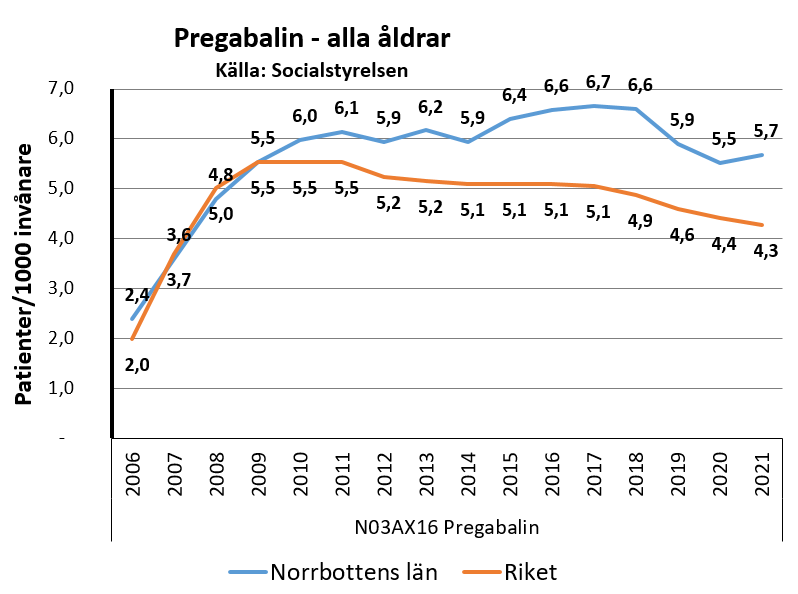 Pregabalin - alla åldrar
Källa: Socialstyrelsen
Patienter/1000 invånare
7,0
6,0
5,0
4,0
3,0
2,0
1,0
-
2,4 3,6 4,8 5,5 6,0 6,1 5,9 6,2 5,9 6,4 6,6 6,7 6,6 5,9 5,5 5,7
2,0 3,7 5,0 5,5 5,5 5,5 5,2 5,2 5,1 5,1 5,1 5,1 4,9 4,6 4,4 4,3
2006 2007 2008 2009 2010 2011 2012 2013 2014 2015 2016 2017 2018 2019 2020 2021
N03AX16 Pregabalin
Norrbottens län Riket